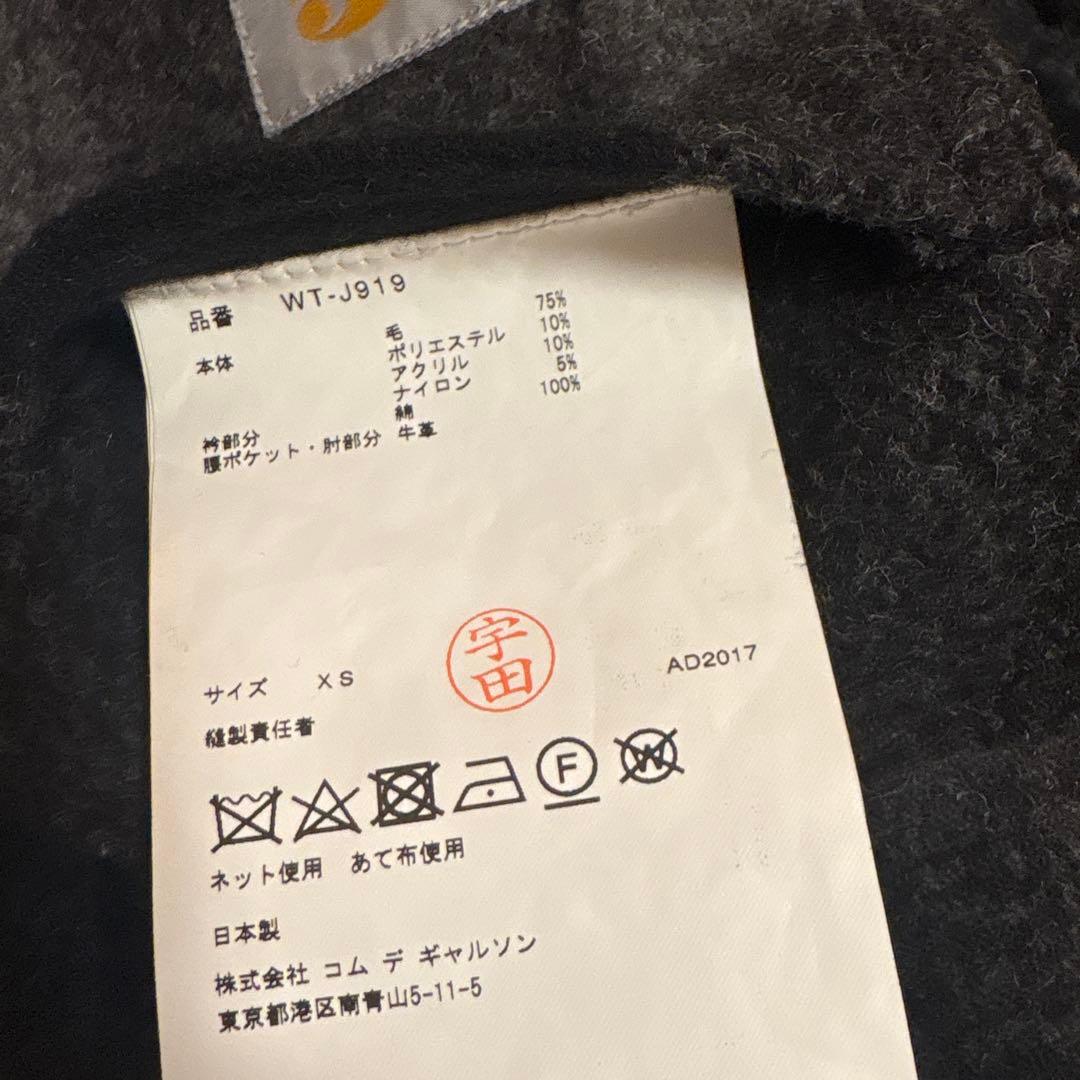 品番 WT-J919
本体 毛 75%
ポリエステル 10%
アクリル 10%
ナイロン 5%
衿部分 綿 100%
腰ポケット・肘部分 牛革
宇田
サイズ XS
AD2017
縫製責任者
F
W
ネット使用 あて布使用
日本製
株式会社 コム デ ギャルソン
東京都港区南青山5-11-5